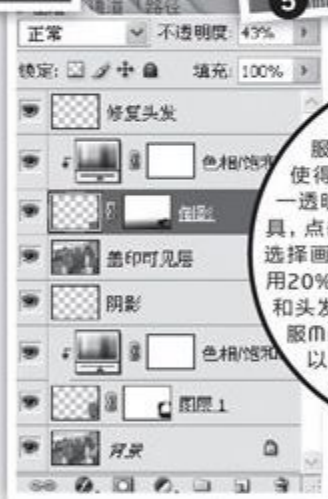 通道 路径
5
正常 不透明度: 43%
锁定: 填充: 100%
修复头发
色相/饱和
倒影
盖印可见层
阴影
色相/饱和
图层 1
背景
服
使得
一透明
具,点
选择画
用20%
和头发
服m
以